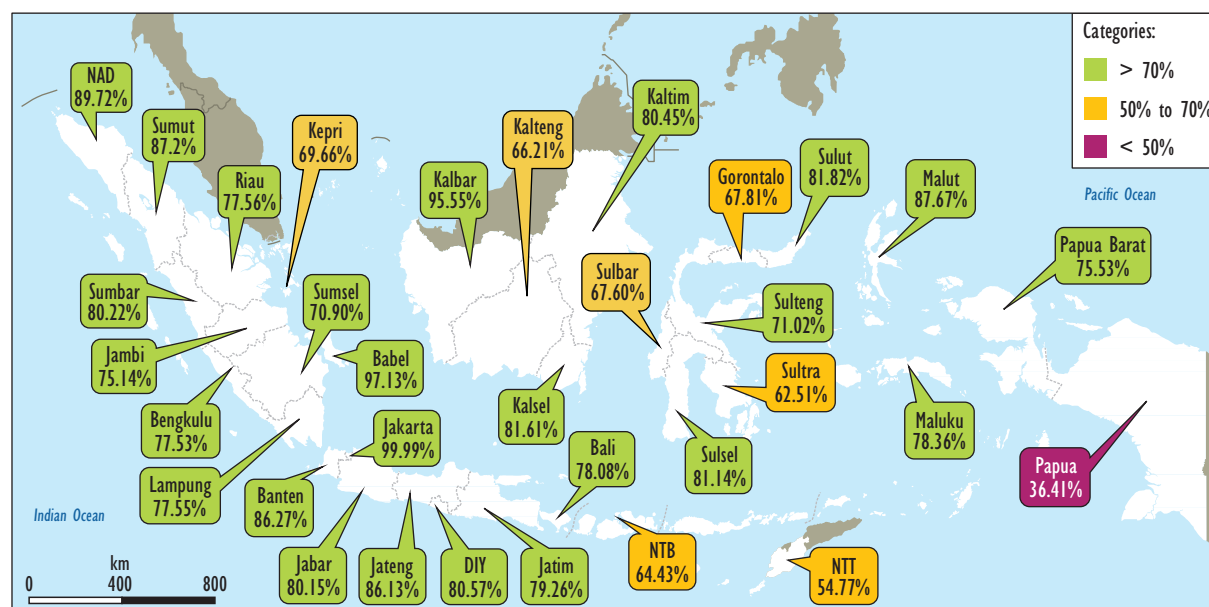 Categories:
> 70%
50% to 70%
< 50%
NAD
89.72%
Sumut
87.2%
Riau
77.56%
Kepri
69.66%
Kalbar
95.55%
Kalteng
66.21%
Kaltim
80.45%
Gorontalo
67.81%
Sulut
81.82%
Malut
87.67%
Pacific Ocean
Papua Barat
75.53%
Sumbar
80.22%
Sumsel
70.90%
Sulbar
67.60%
Sulteng
71.02%
Jambi
75.14%
Babel
97.13%
Sultra
62.51%
Bengkulu
77.53%
Jakarta
99.99%
Kalsel
81.61%
Bali
78.08%
Sulsel
81.14%
Maluku
78.36%
Papua
36.41%
Lampung
77.55%
Banten
86.27%
Indian Ocean
Jabar
80.15%
Jateng
86.13%
DIY
80.57%
Jatim
79.26%
NTB
64.43%
NTT
54.77%
km
0 400 800